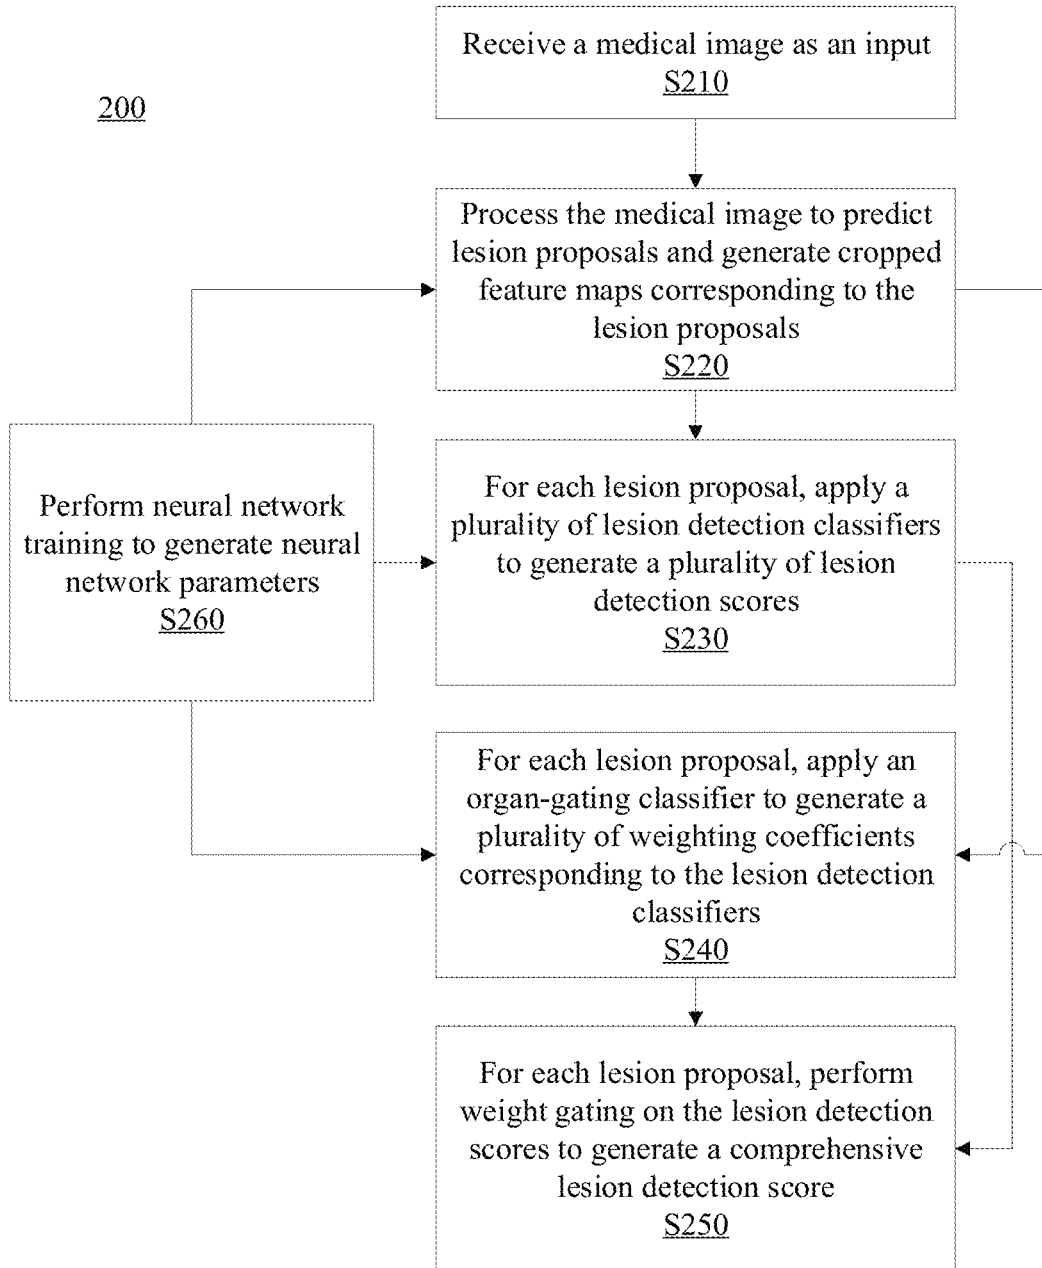 Receive a medical image as an input
S210
200
Process the medical image to predict
lesion proposals and generate cropped
feature maps corresponding to the
lesion proposals
S220
Perform neural network
training to generate neural
network parameters
S260
For each lesion proposal, apply a
plurality of lesion detection classifiers
to generate a plurality of lesion
detection scores
S230
For each lesion proposal, apply an
organ-gating classifier to generate a
plurality of weighting coefficients
corresponding to the lesion detection
classifiers
S240
For each lesion proposal, perform
weight gating on the lesion detection
scores to generate a comprehensive
lesion detection score
S250